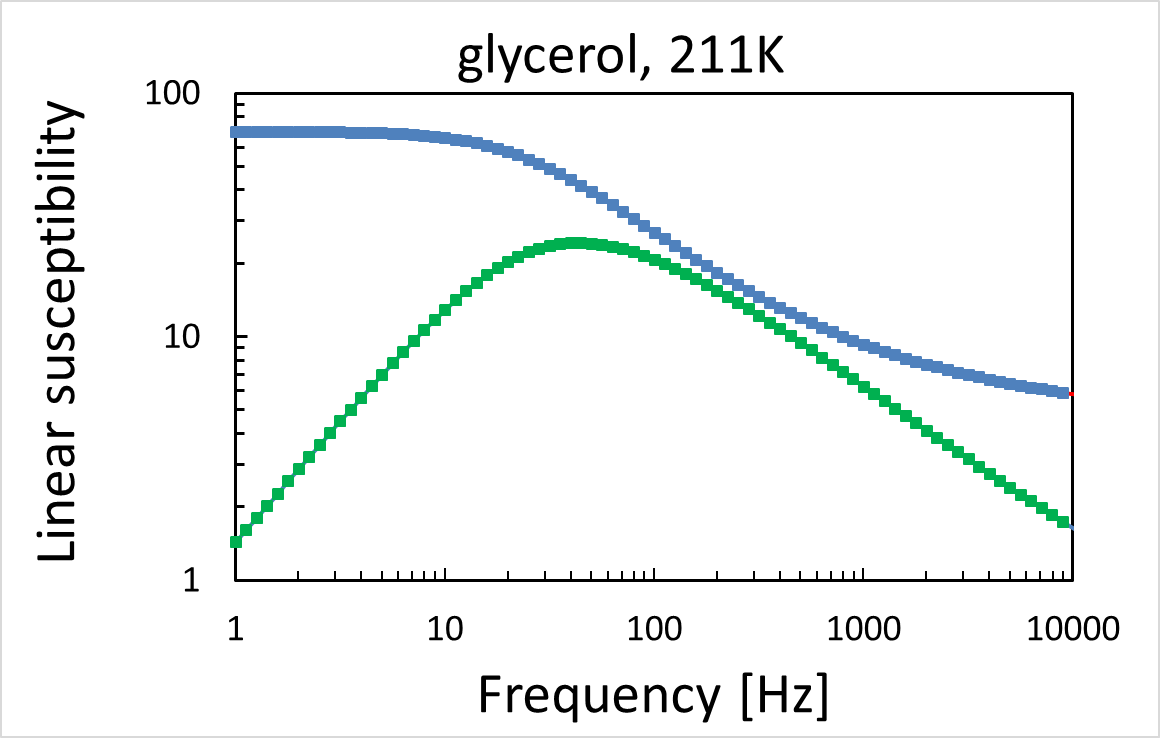 glycerol, 211K
Linear susceptibility
100
10
1
1 10 100 1000 10000
Frequency [Hz]